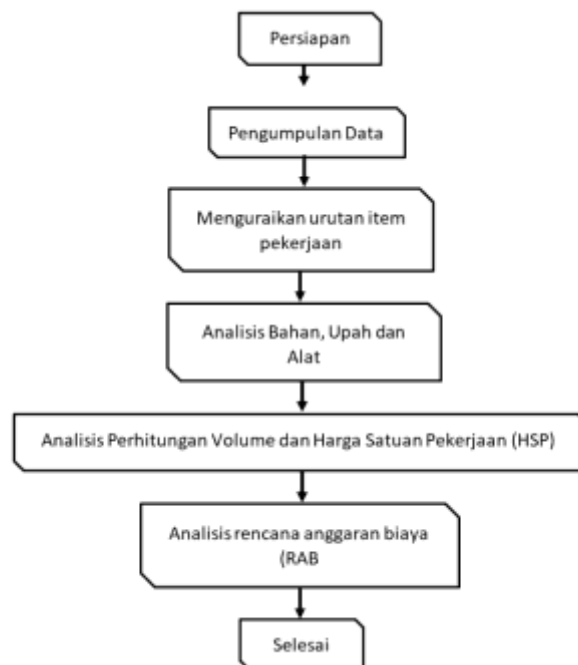 Persiapan
Pengumpulan Data
Menguraikan urutan item
pekerjaan
Analisis Bahan, Upah dan
Alat
Analisis Perhitungan Volume dan Harga Satuan Pekerjaan (HSP)
Analisis rencana anggaran biaya
(RAB
Selesai